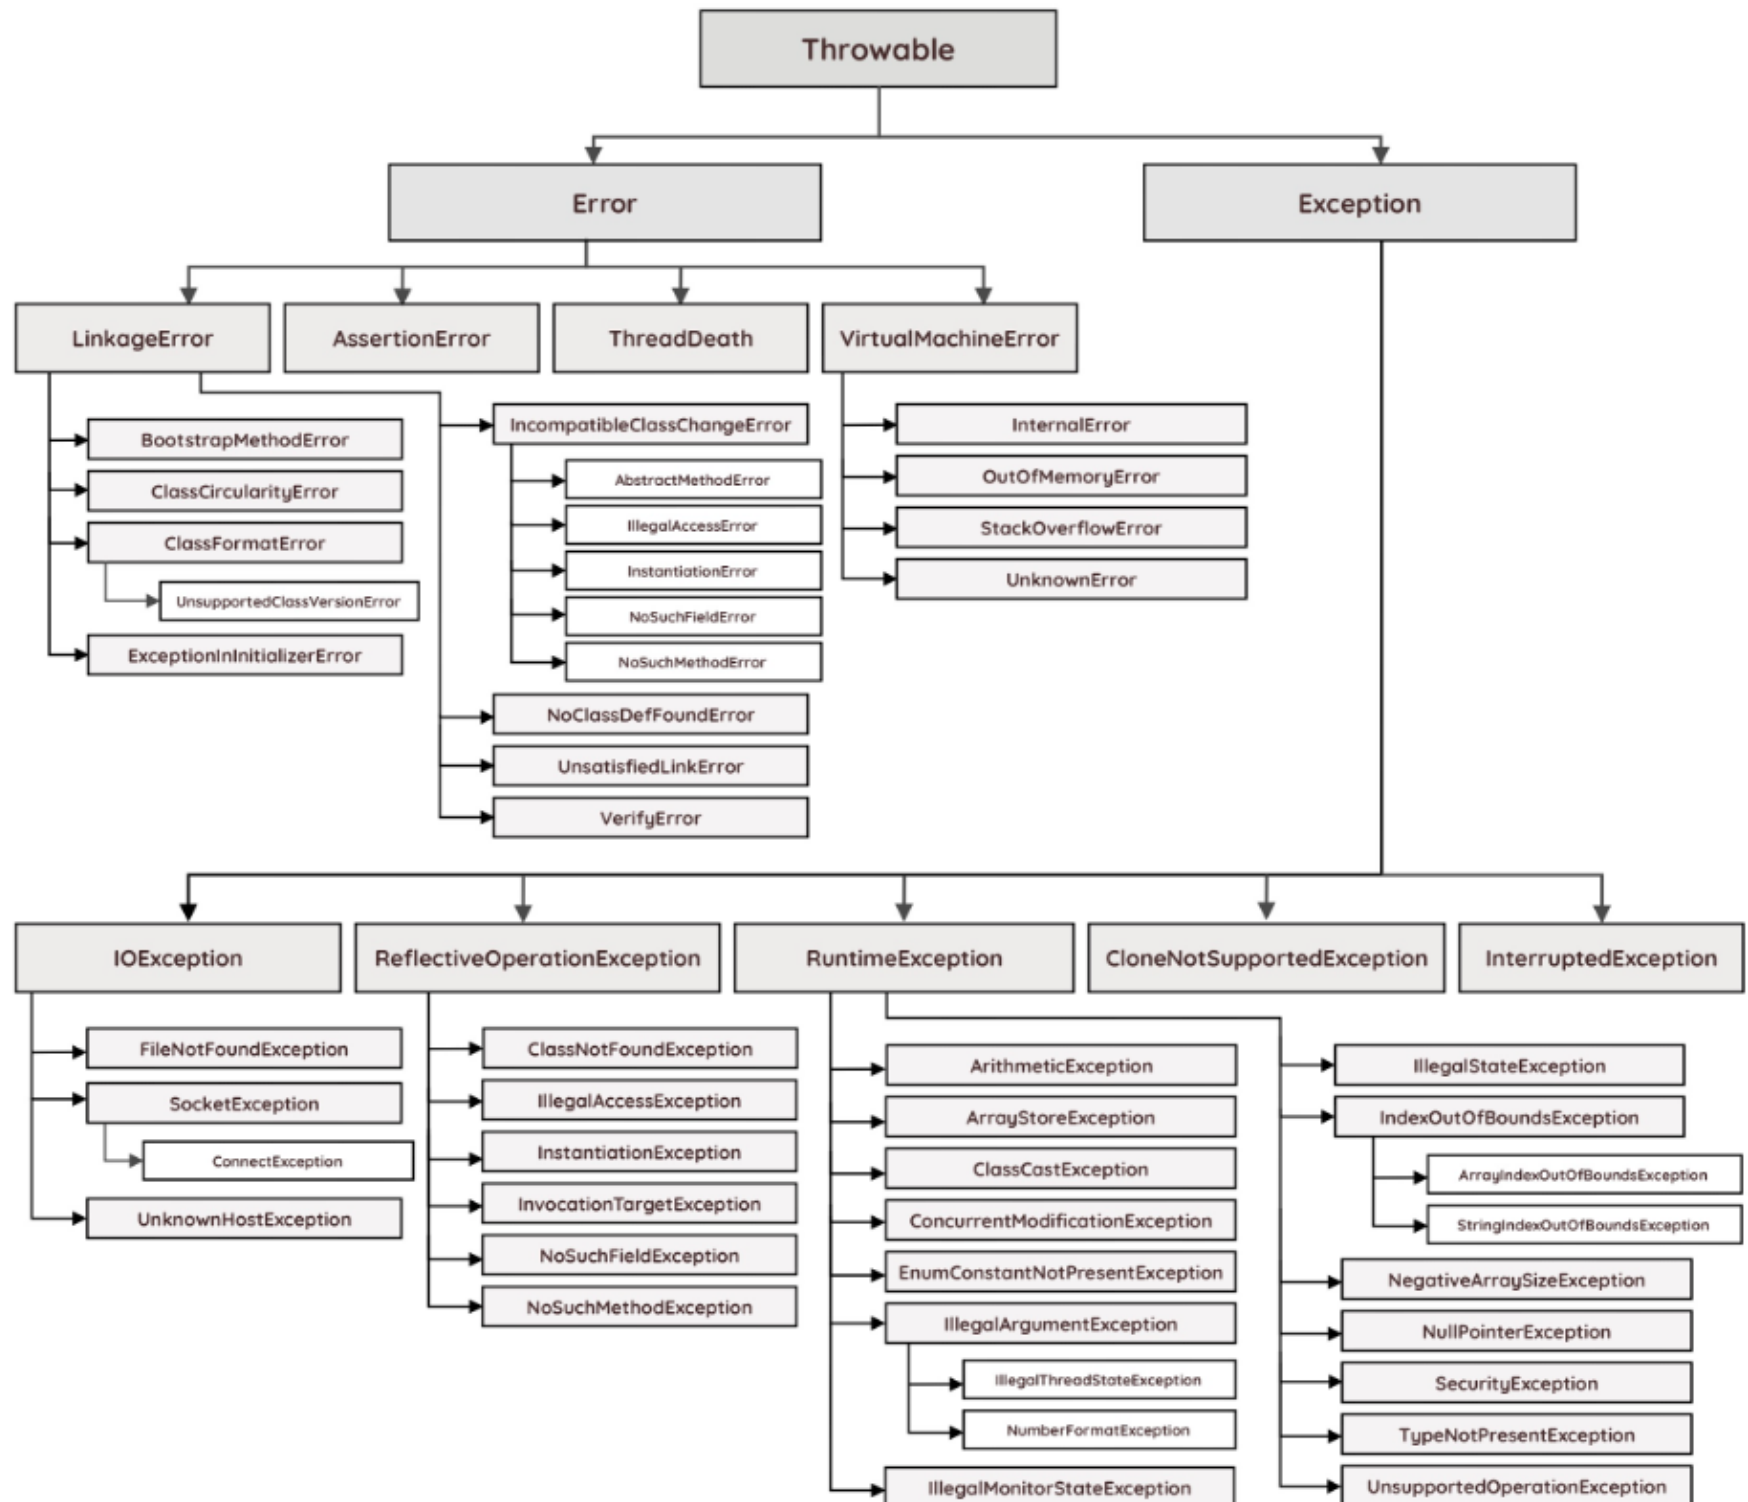 Throwable
Error
Exception
LinkageError
AssertionError
ThreadDeath
VirtualMachineError
BootstrapMethodError
ClassCircularityError
ClassFormatError
UnsupportedClassVersionError
ExceptionInInitializerError
IncompatibleClassChangeError
AbstractMethodError
IllegalAccessError
InstantiationError
NoSuchFieldError
NoSuchMethodError
NoClassDefFoundError
UnsatisfiedLinkError
VerifyError
InternalError
OutOfMemoryError
StackOverflowError
UnknownError
IOException
ReflectiveOperationException
RuntimeException
CloneNotSupportedException
InterruptedException
FileNotFoundException
SocketException
ConnectException
UnknownHostException
ClassNotFoundException
IllegalAccessException
InstantiationException
InvocationTargetException
NoSuchFieldException
NoSuchMethodException
ArithmeticException
ArrayStoreException
ClassCastException
ConcurrentModificationException
EnumConstantNotPresentException
IllegalArgumentException
IllegalThreadStateException
NumberFormatException
IllegalMonitorStateException
IllegalStateException
IndexOutOfBoundsException
ArrayIndexOutOfBoundsException
StringIndexOutOfBoundsException
NegativeArraySizeException
NullPointerException
SecurityException
TypeNotPresentException
UnsupportedOperationException